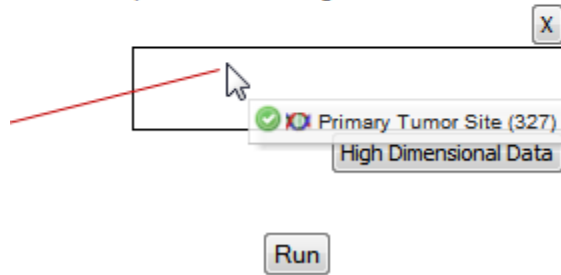 X
Primary Tumor Site (327)
High Dimensional Data
Run